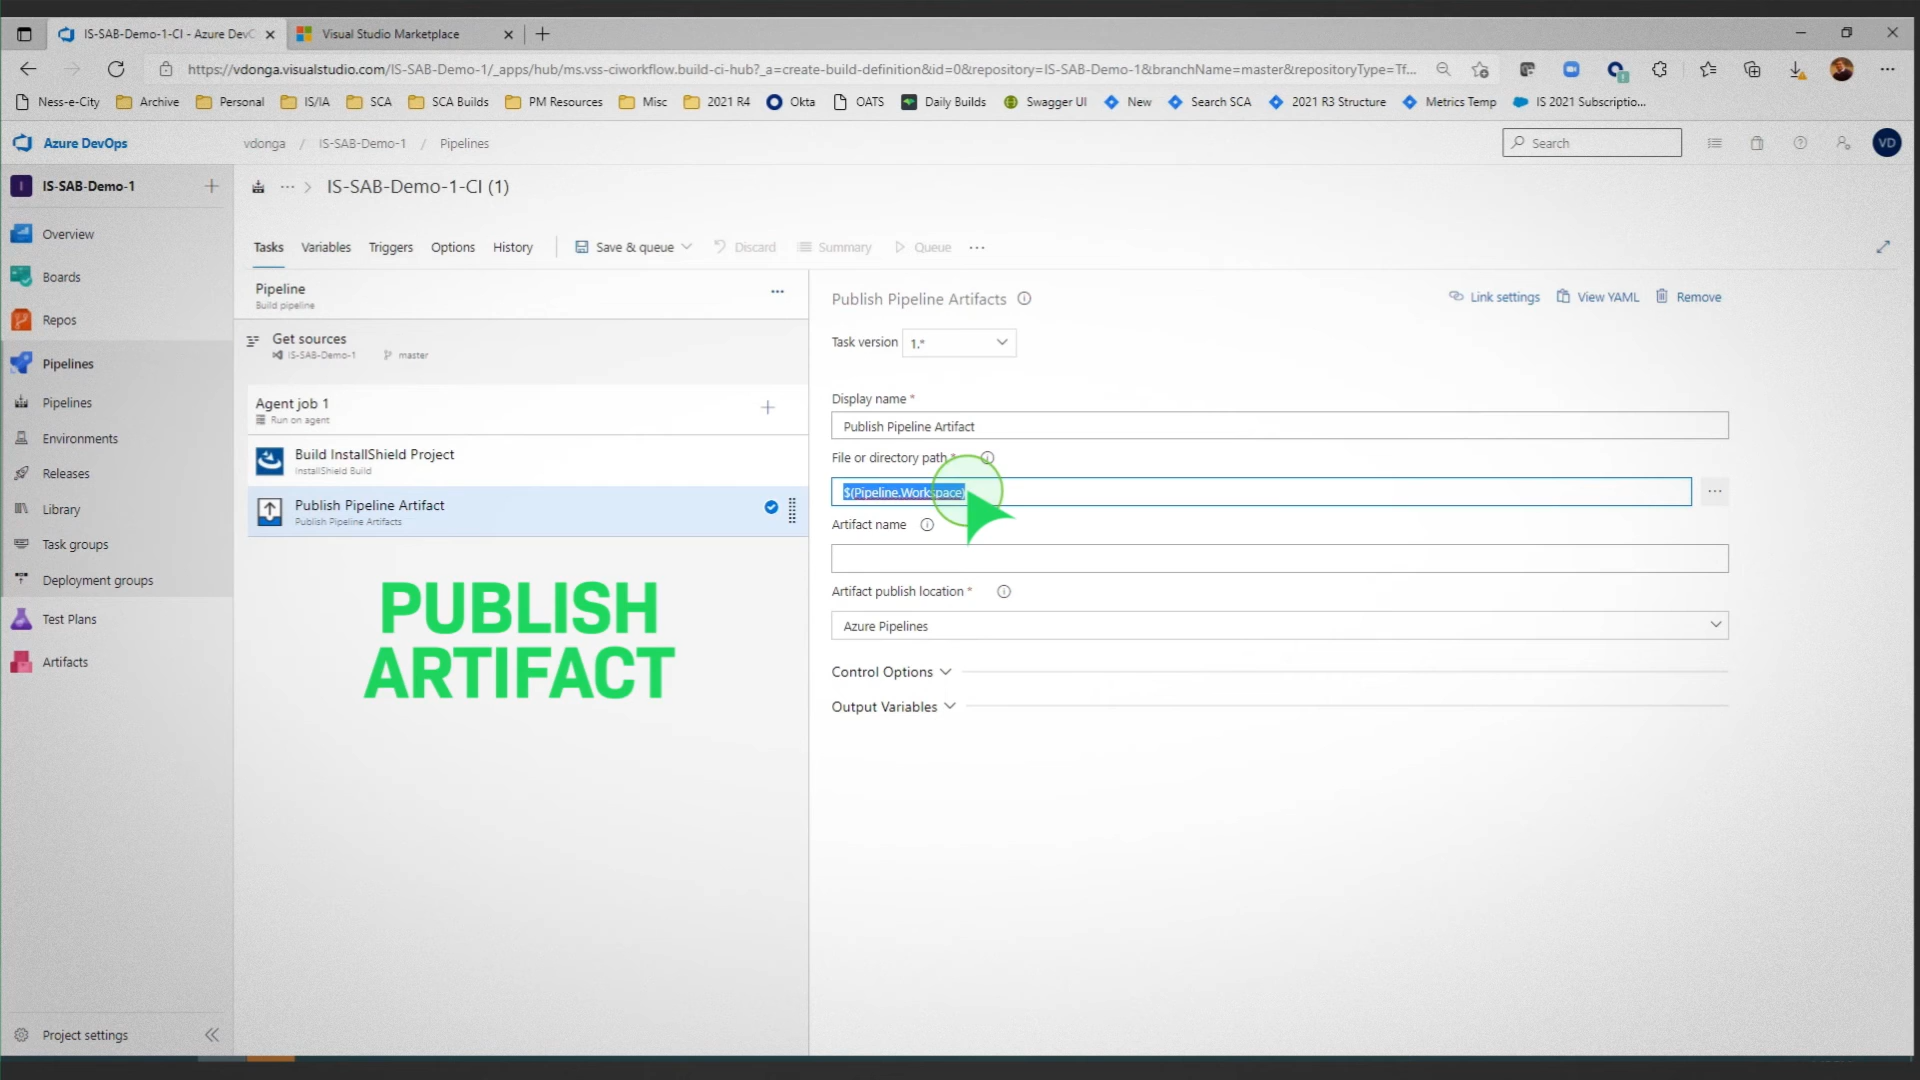 IS-SAB-Demo-1-CI - Azure DevC
Visual Studio Marketplace
https://vdonga.visualstudio.com/IS-SAB-Demo-1/_apps/hub/ms.vss-ciworkflow.build-ci-hub?_a=create-build-definition&id=0&repository=IS-SAB-Demo-1&branchName=master&repositoryType=Tf...
Ness-e-City Archive Personal IS/IA SCA SCA Builds PM Resources Misc 2021 R4 Okta OATS Daily Builds Swagger UI New Search SCA 2021 R3 Structure Metrics Temp IS 2021 Subscriptio...
Azure DevOps vdonga / IS-SAB-Demo-1 / Pipelines Search VD
I IS-SAB-Demo-1
Overview
Boards
Repos
Pipelines
Pipelines
Environments
Releases
Library
Task groups
Deployment groups
Test Plans
Artifacts
Project settings
IS-SAB-Demo-1-CI (1)
Tasks Variables Triggers Options History Save & queue Discard Summary Queue
Pipeline
Build pipeline
Get sources
IS-SAB-Demo-1 master
Agent job 1
Run on agent
Build InstallShield Project
InstallShield Build
Publish Pipeline Artifact
Publish Pipeline Artifacts
PUBLISH
ARTIFACT
Publish Pipeline Artifacts
Link settings View YAML Remove
Task version 1.*
Display name *
Publish Pipeline Artifact
File or directory path *
$(Pipeline.Workspace)
Artifact name
Artifact publish location *
Azure Pipelines
Control Options
Output Variables